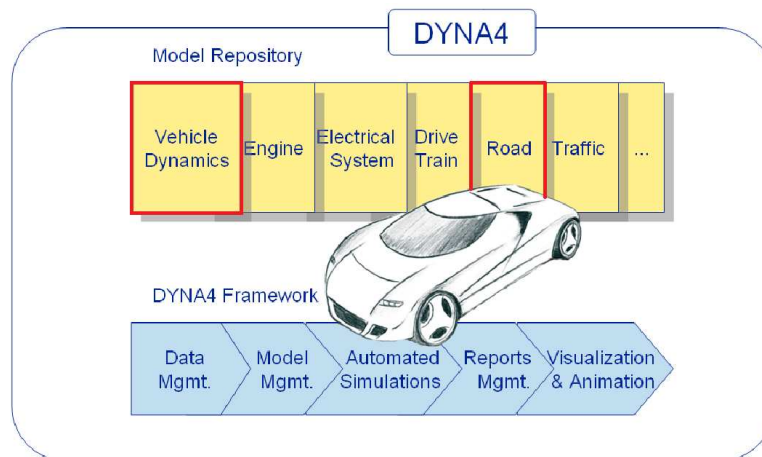 DYNA4
Model Repository
Vehicle
Dynamics
Engine
Electrical
System
Drive
Train
Road
Traffic
...
DYNA4 Framework
Data
Mgmt.
Model
Mgmt.
Automated
Simulations
Reports
Mgmt.
Visualization
& Animation